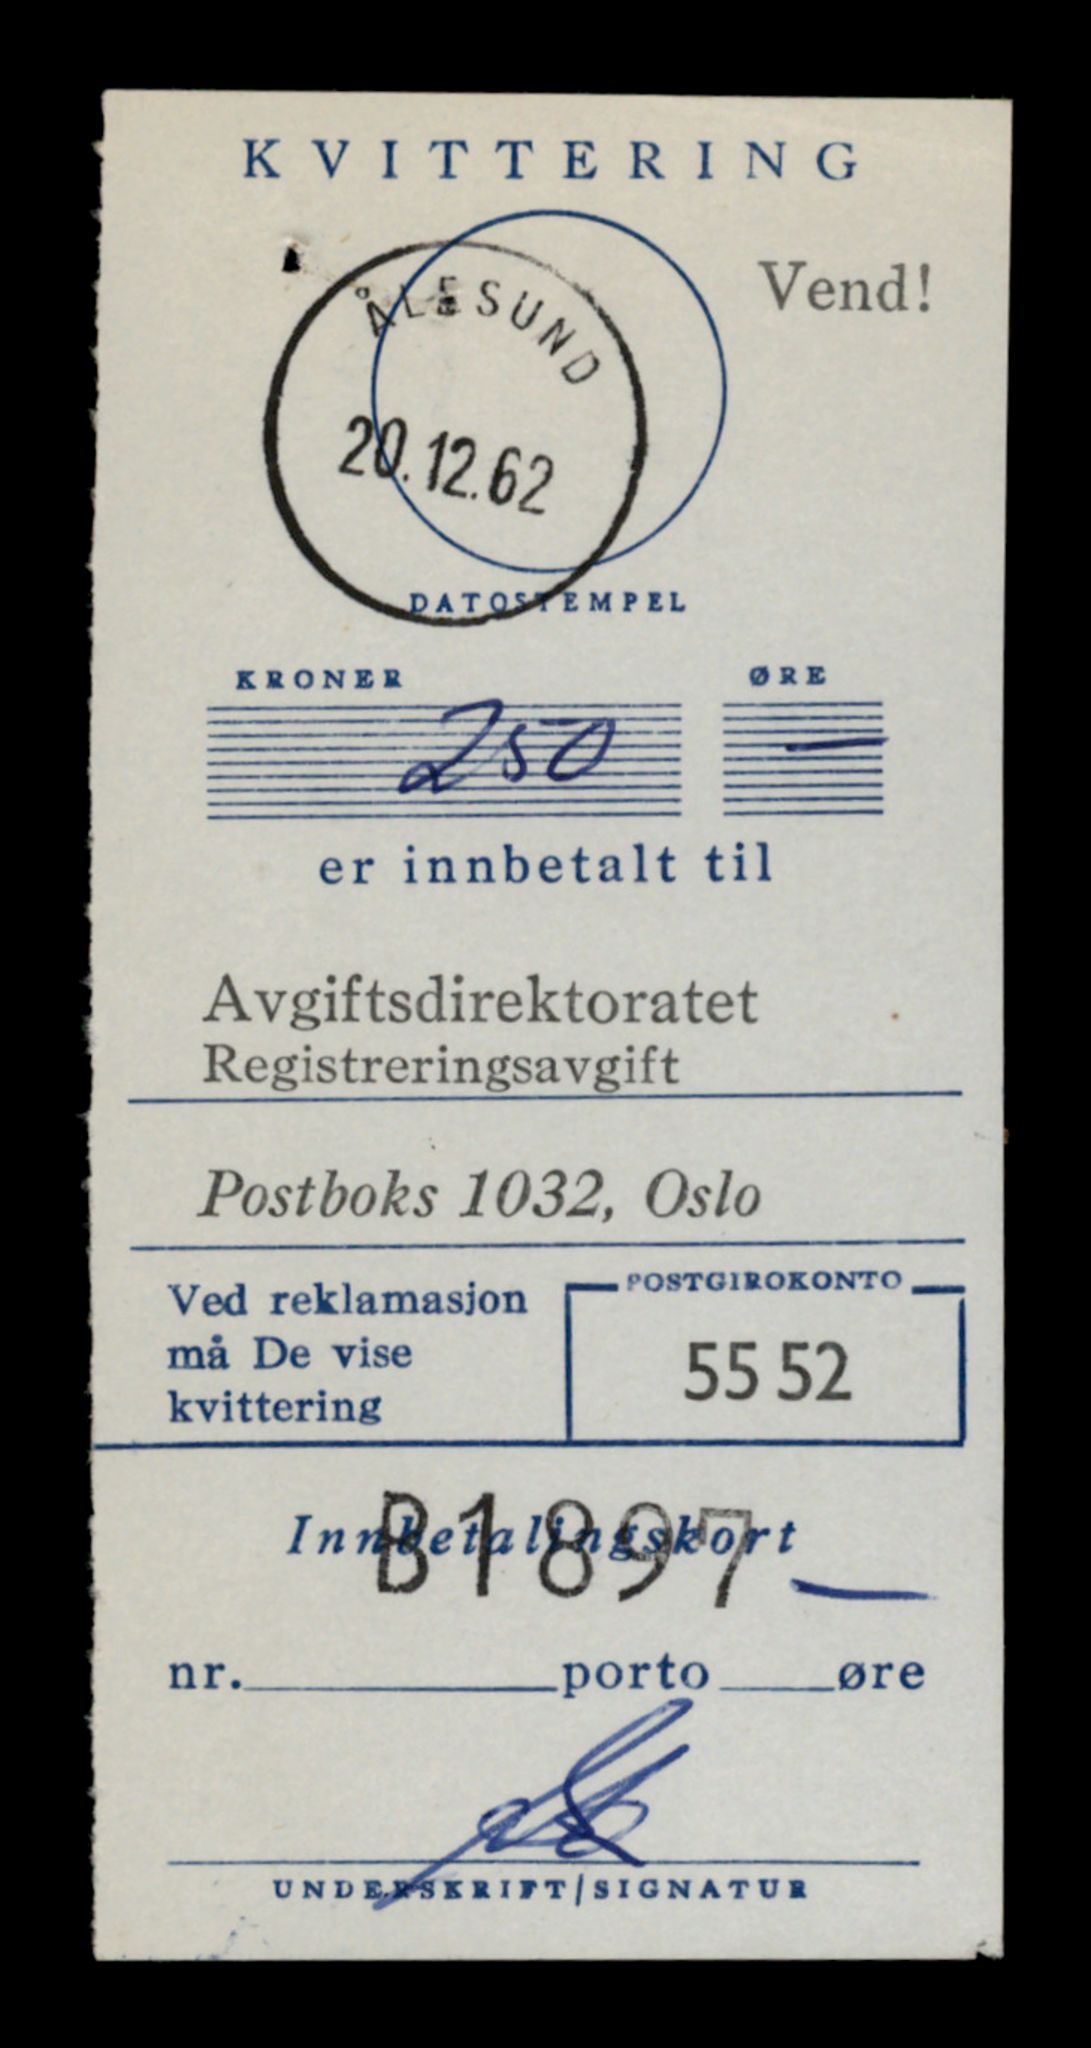 KVITTERING
Vend!
ÅLESUND
20.12.62
DATOSTEMPEL
KRONER ØRE
250 —
er innbetalt til
Avgiftsdirektoratet
Registreringsavgift
Postboks 1032, Oslo
Ved reklamasjon
må De vise
kvittering
POSTGIROKONTO
55 52
Innbetalingskort
B1897 —
nr. porto øre
UNDERSKRIFT/SIGNATUR